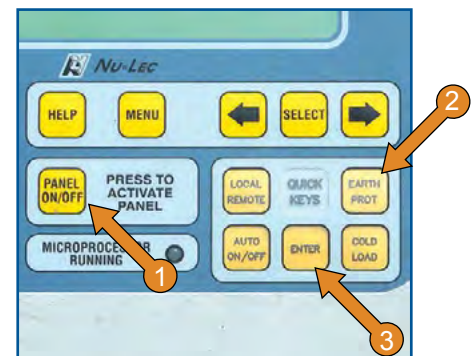 NU-LEC
HELP
MENU
SELECT
2
PANEL
ON/OFF
PRESS TO
ACTIVATE
PANEL
LOCAL
REMOTE
QUICK
KEYS
EARTH
PROT
MICROPROCESSOR
RUNNING
1
AUTO
ON/OFF
ENTER
COLD
LOAD
3